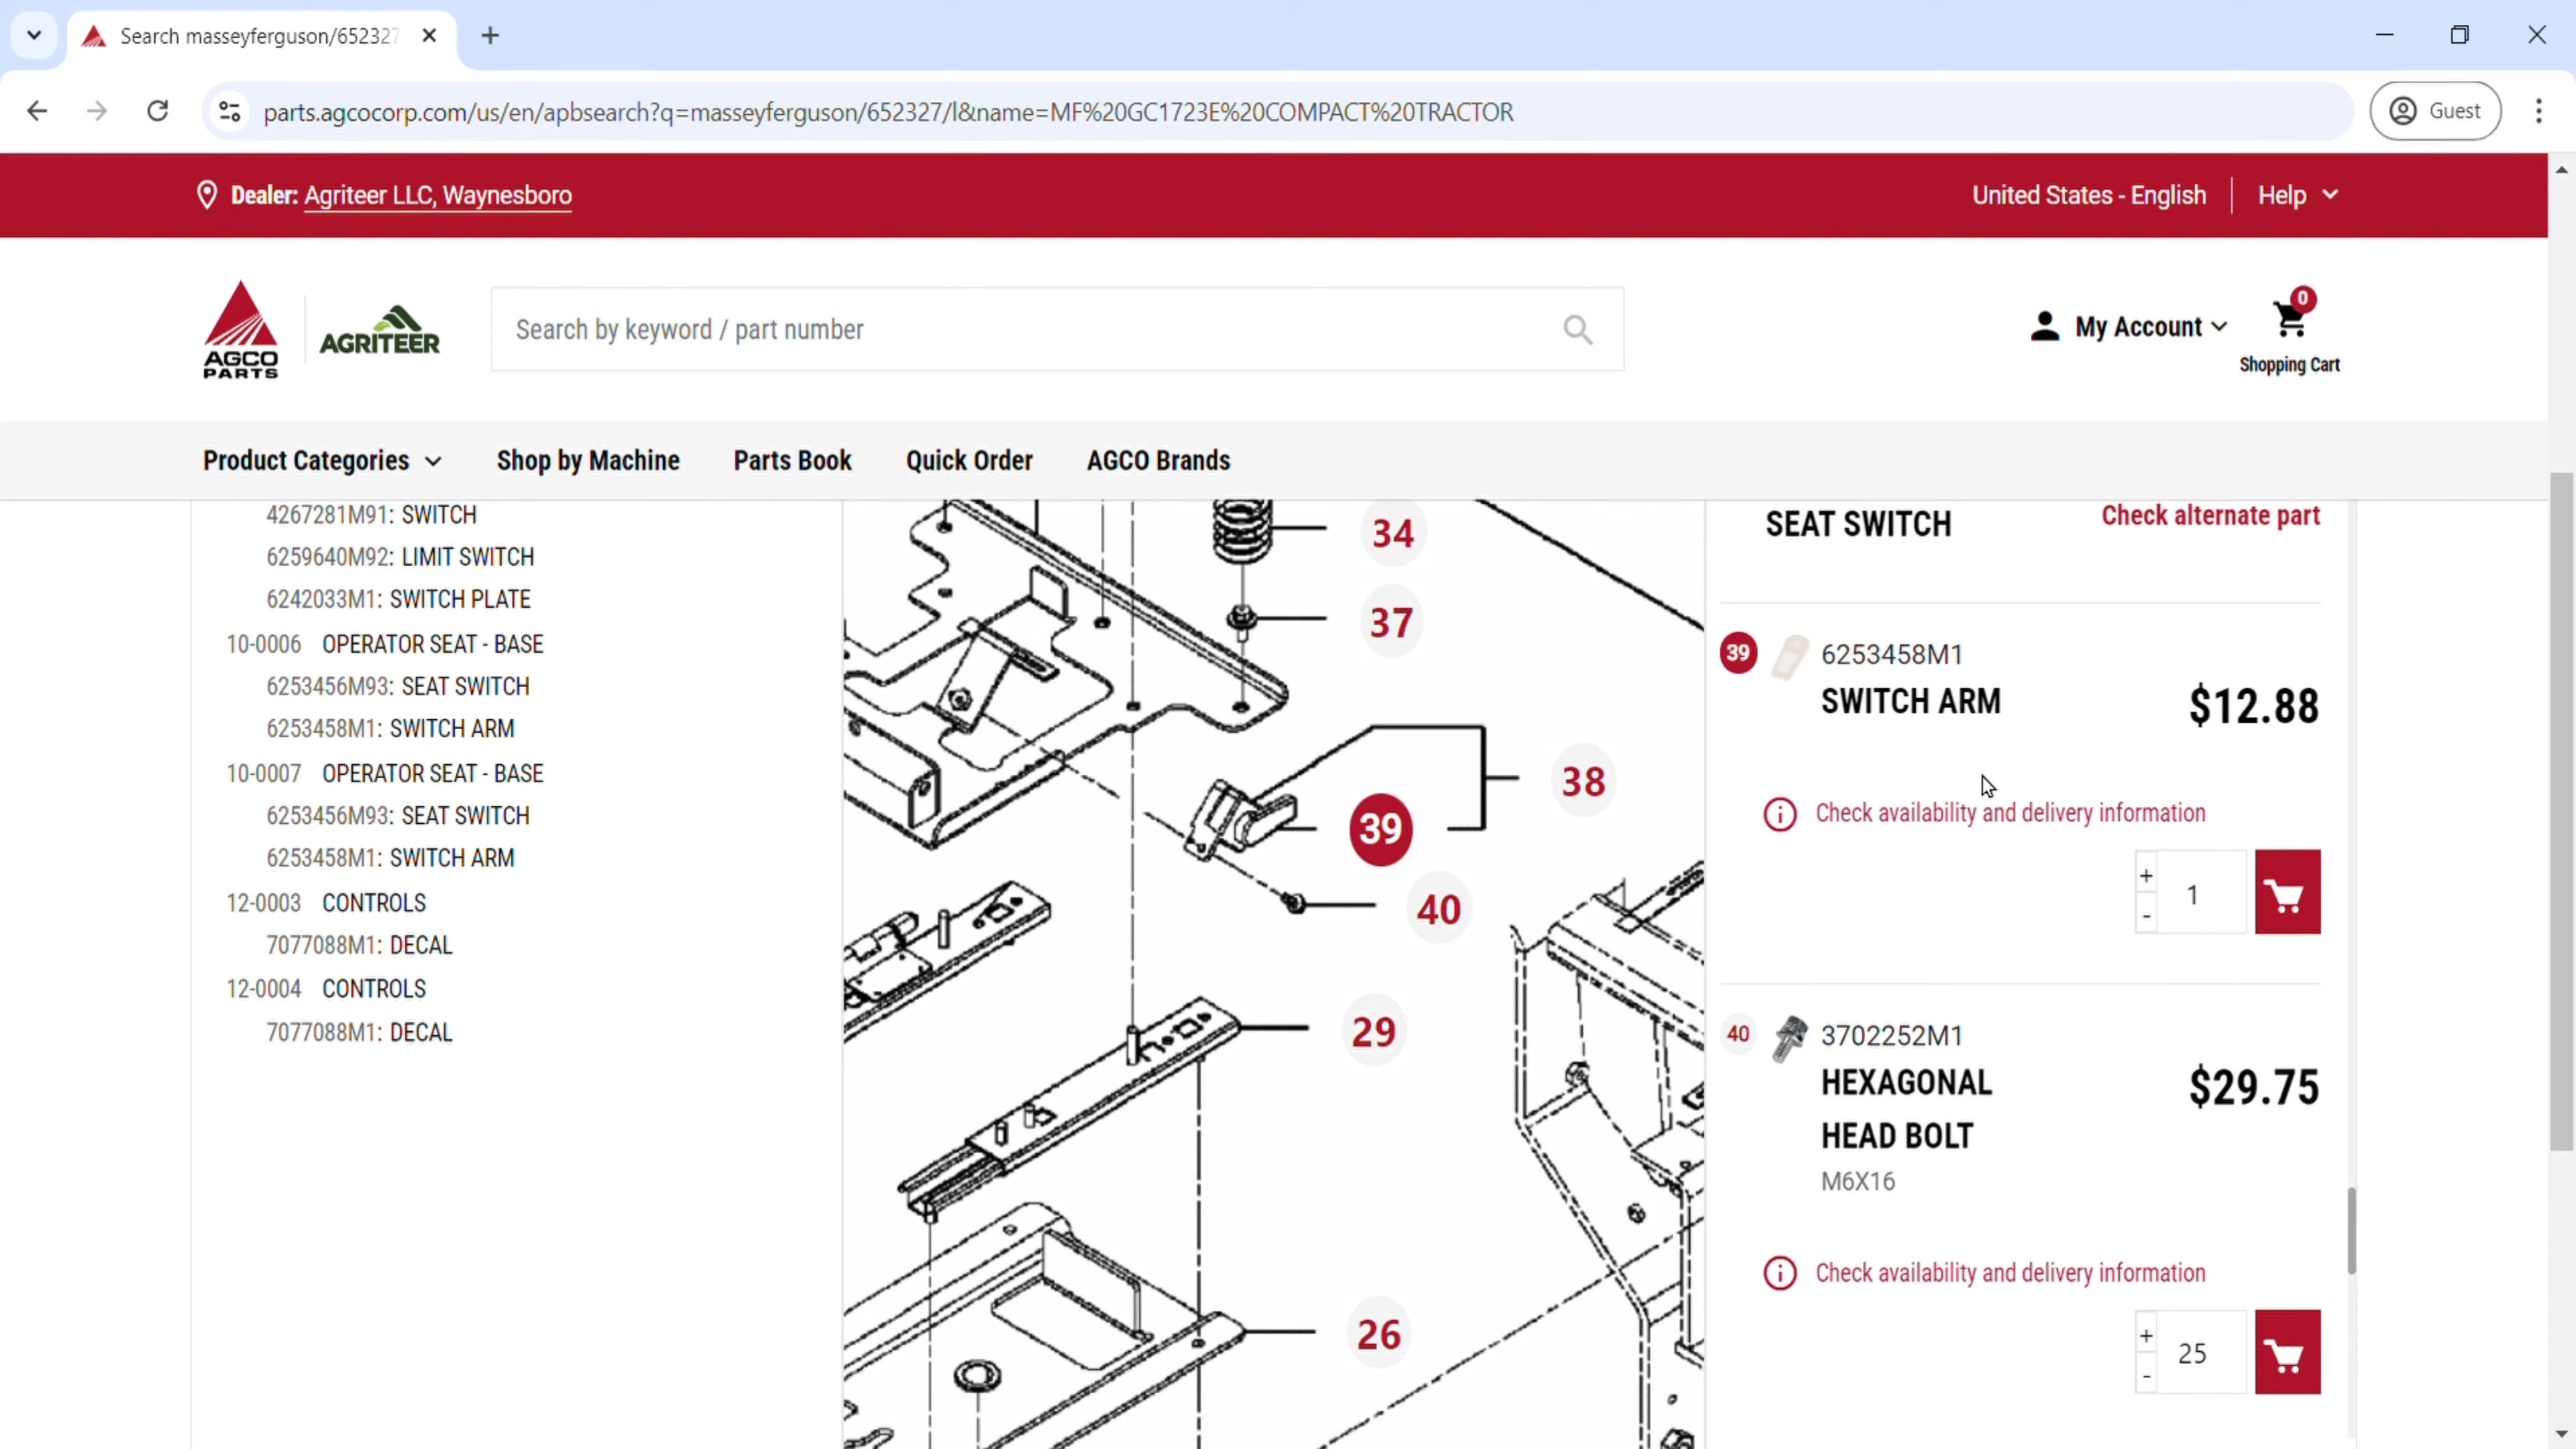 Search masseyferguson/652327
parts.agcocorp.com/us/en/apbsearch?q=masseyferguson/652327/l&name=MF%20GC1723E%20COMPACT%20TRACTOR
Guest
Dealer: Agriteer LLC, Waynesboro
United States - English
Help
AGCO
PARTS
AGRITEER
Search by keyword / part number
My Account
0
Shopping Cart
Product Categories
Shop by Machine
Parts Book
Quick Order
AGCO Brands
4267281M91: SWITCH
6259640M92: LIMIT SWITCH
6242033M1: SWITCH PLATE
10-0006 OPERATOR SEAT - BASE
6253456M93: SEAT SWITCH
6253458M1: SWITCH ARM
10-0007 OPERATOR SEAT - BASE
6253456M93: SEAT SWITCH
6253458M1: SWITCH ARM
12-0003 CONTROLS
7077088M1: DECAL
12-0004 CONTROLS
7077088M1: DECAL
34
37
38
39
40
29
26
SEAT SWITCH
Check alternate part
39
6253458M1
SWITCH ARM
$12.88
Check availability and delivery information
+
1
-
40
3702252M1
HEXAGONAL
HEAD BOLT
$29.75
M6X16
Check availability and delivery information
+
25
-